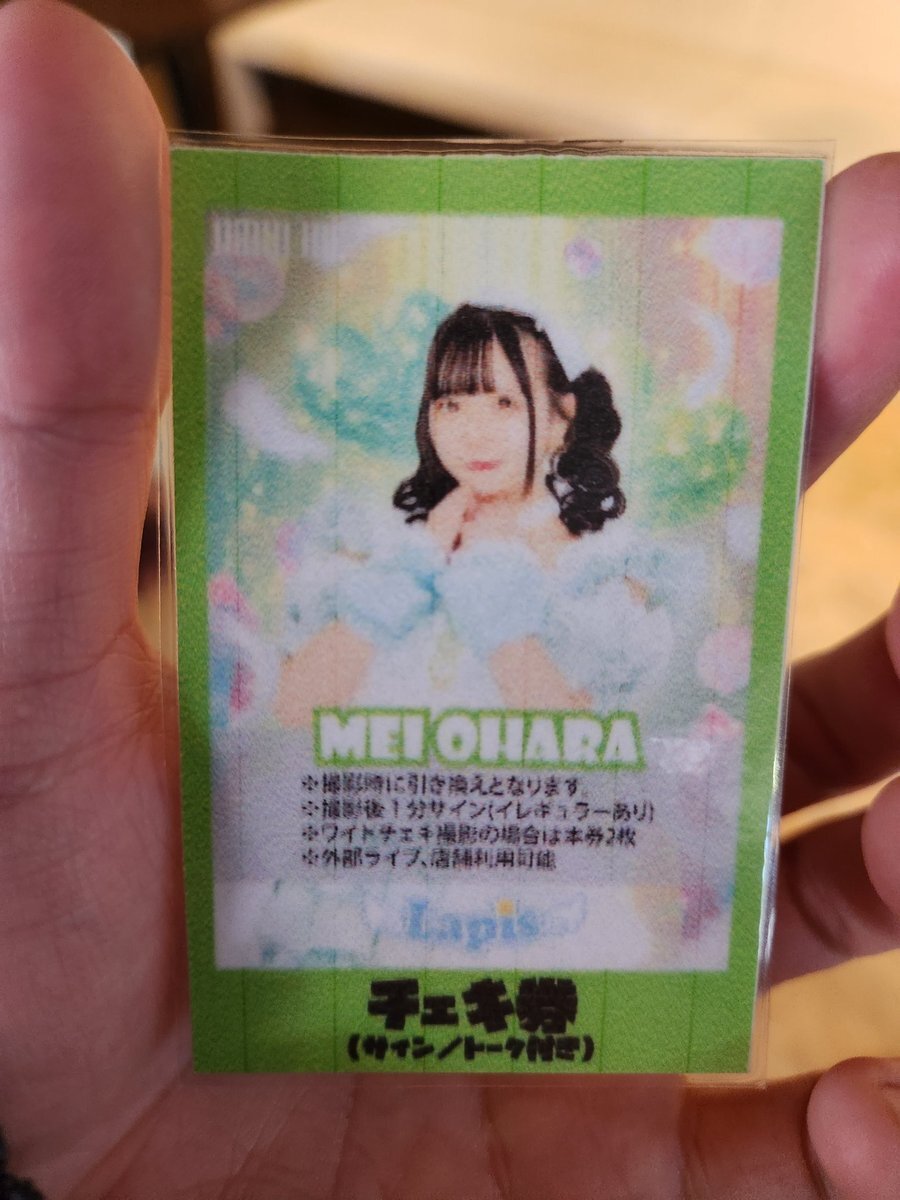 MEI OHARA
※撮影時に引き換えとなります。
※撮影後1分サイン(イレギュラーあり)
※ワイドチェキ撮影の場合は本券2枚
※外部ライブ、店舗利用可能
Lapis
チェキ券
(サイン/トーク付き)